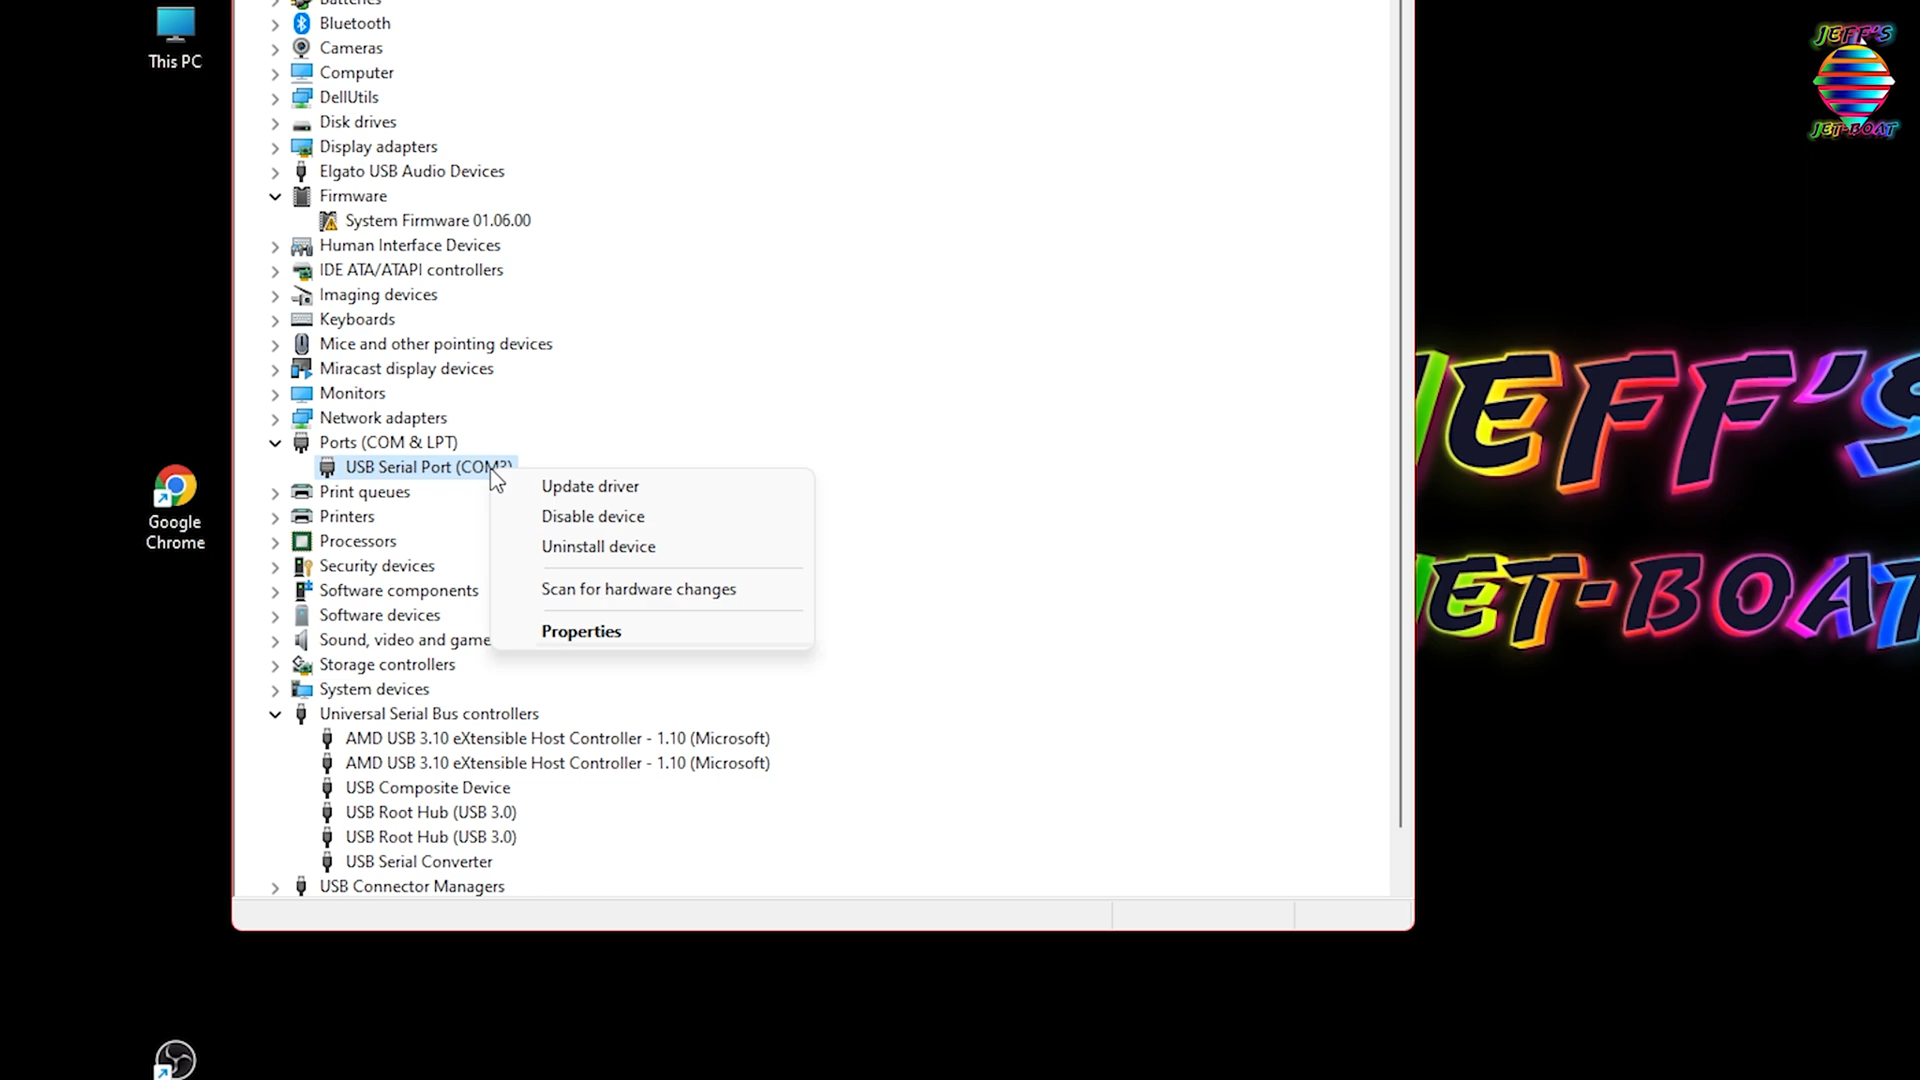 Batteries
Bluetooth
Cameras
Computer
DellUtils
Disk drives
Display adapters
Elgato USB Audio Devices
Firmware
System Firmware 01.06.00
Human Interface Devices
IDE ATA/ATAPI controllers
Imaging devices
Keyboards
Mice and other pointing devices
Miracast display devices
Monitors
Network adapters
Ports (COM & LPT)
USB Serial Port (COM3)
Print queues
Printers
Processors
Security devices
Software components
Software devices
Sound, video and game
Storage controllers
System devices
Universal Serial Bus controllers
AMD USB 3.10 eXtensible Host Controller - 1.10 (Microsoft)
AMD USB 3.10 eXtensible Host Controller - 1.10 (Microsoft)
USB Composite Device
USB Root Hub (USB 3.0)
USB Root Hub (USB 3.0)
USB Serial Converter
USB Connector Managers
Update driver
Disable device
Uninstall device
Scan for hardware changes
Properties
This PC
Google
Chrome
JEFF'S
JET-BOAT
JEFF'S
JET-BOAT